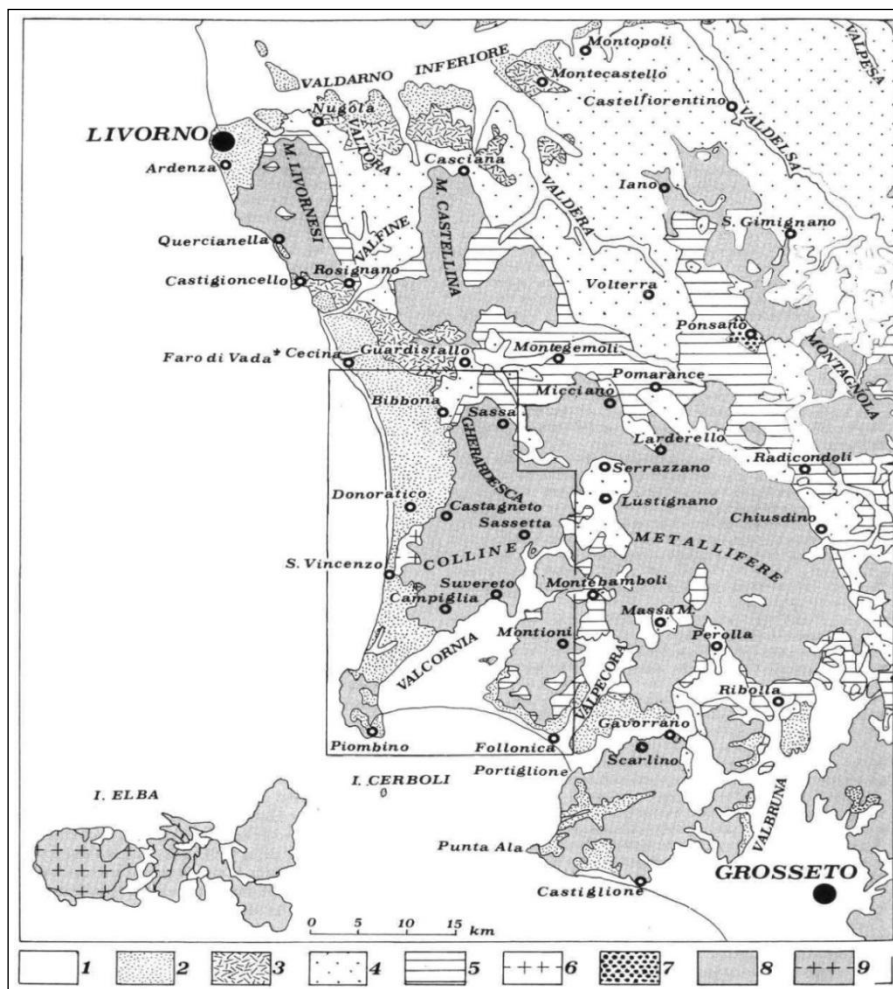 Montopoli
VALDARNO INFERIORE
VALPESA
Montecastello
Castelfiorentino
Nugola
VALDELSA
LIVORNO
VALTORA
Casciana
Ardenza
M. LIVORNESI
Iano
M. CASTELLINA
VALDÈRA
S. Gimignano
Quercianella
VALFINE
Castiglioncello
Rosignano
Volterra
Ponsano
Faro di Vada
Cecina
Guardistallo
Montegemoli
MONTAGNOLA
Pomarance
Bibbona
Micciano
Sassa
GHERARDESCA
Larderello
Radicondoli
Serrazzano
Donoratico
Castagneto
Lustignano
Chiusdino
Sassetta
METALLIFERE
COLLINE
S. Vincenzo
Suvereto
Montebamboli
Campiglia
Massa M.
Montioni
Perolla
VALCORNIA
VALPECORA
Ribolla
Gavorrano
Piombino
Follonica
Scarlino
Portiglione
I. CERBOLI
I. ELBA
VALBRUNA
Punta Ala
GROSSETO
Castiglione
0 5 10 15
km
1 2 3 4 5 6 7 8 9